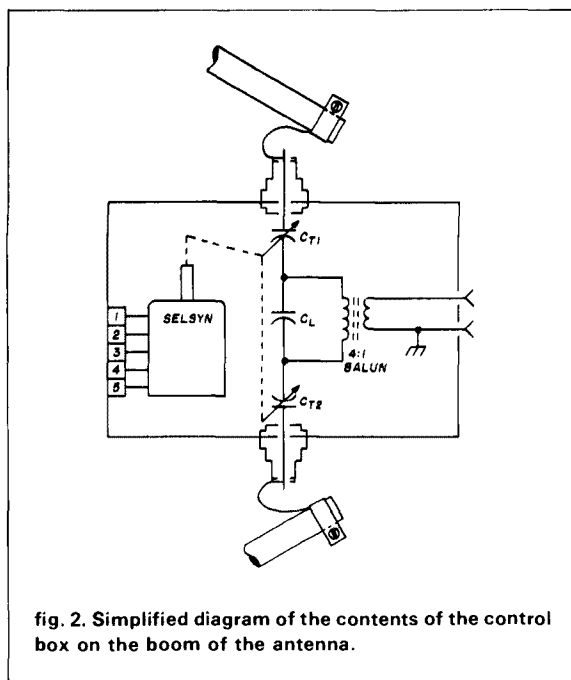 C_T1
SELSYN
1
2
3
4
5
C_L
4:1
BALUN
C_T2
fig. 2. Simplified diagram of the contents of the control
box on the boom of the antenna.